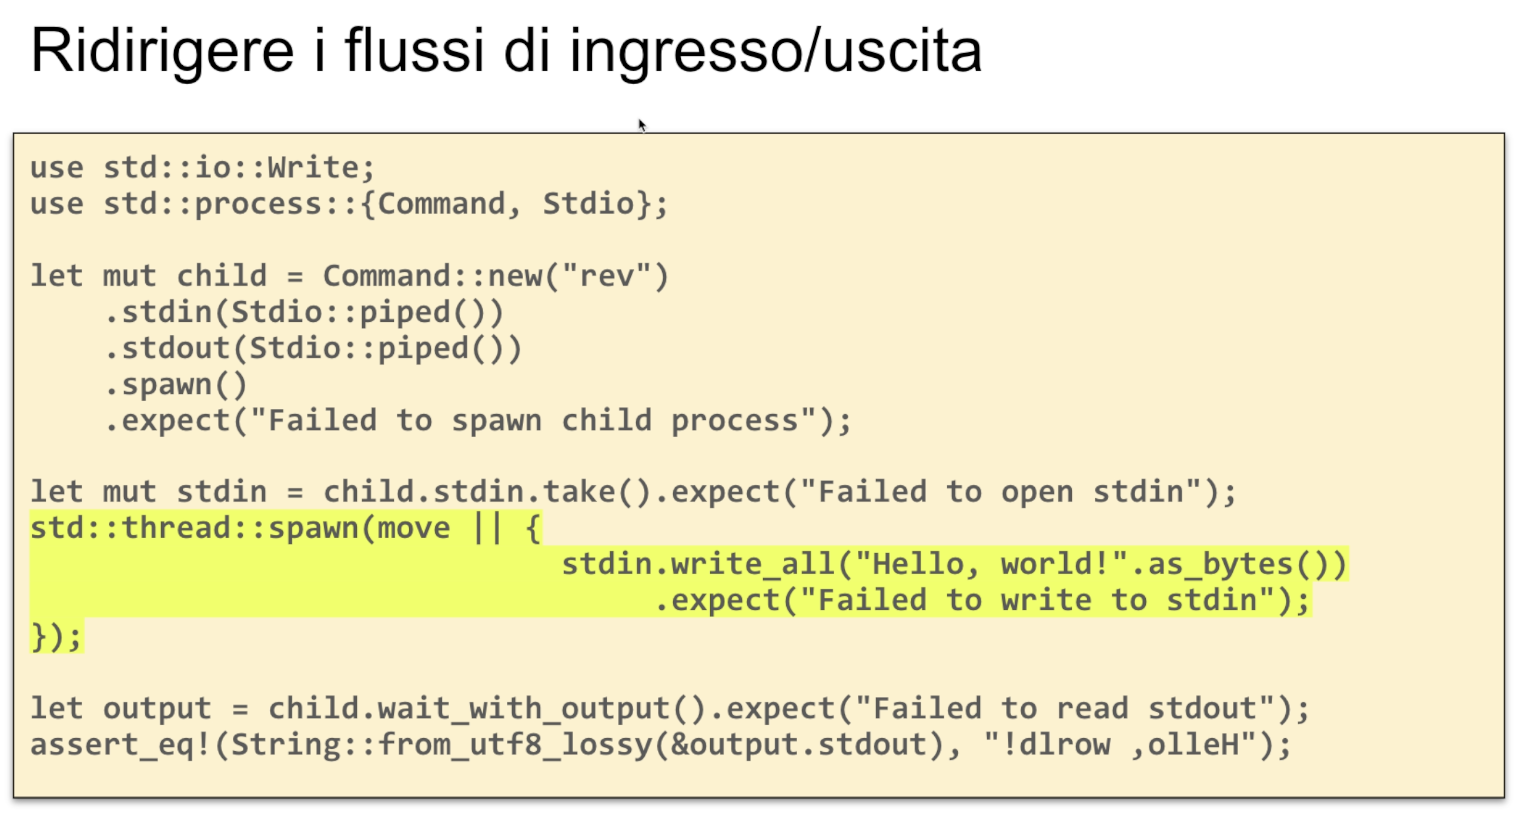 Ridirigere i flussi di ingresso/uscita
use std::io::Write;
use std::process::{Command, Stdio};
let mut child = Command::new("rev")
    .stdin(Stdio::piped())
    .stdout(Stdio::piped())
    .spawn()
    .expect("Failed to spawn child process");
let mut stdin = child.stdin.take().expect("Failed to open stdin");
std::thread::spawn(move || {
                             stdin.write_all("Hello, world!".as_bytes())
                                  .expect("Failed to write to stdin");
});
let output = child.wait_with_output().expect("Failed to read stdout");
assert_eq!(String::from_utf8_lossy(&output.stdout), "!dlrow ,olleH");